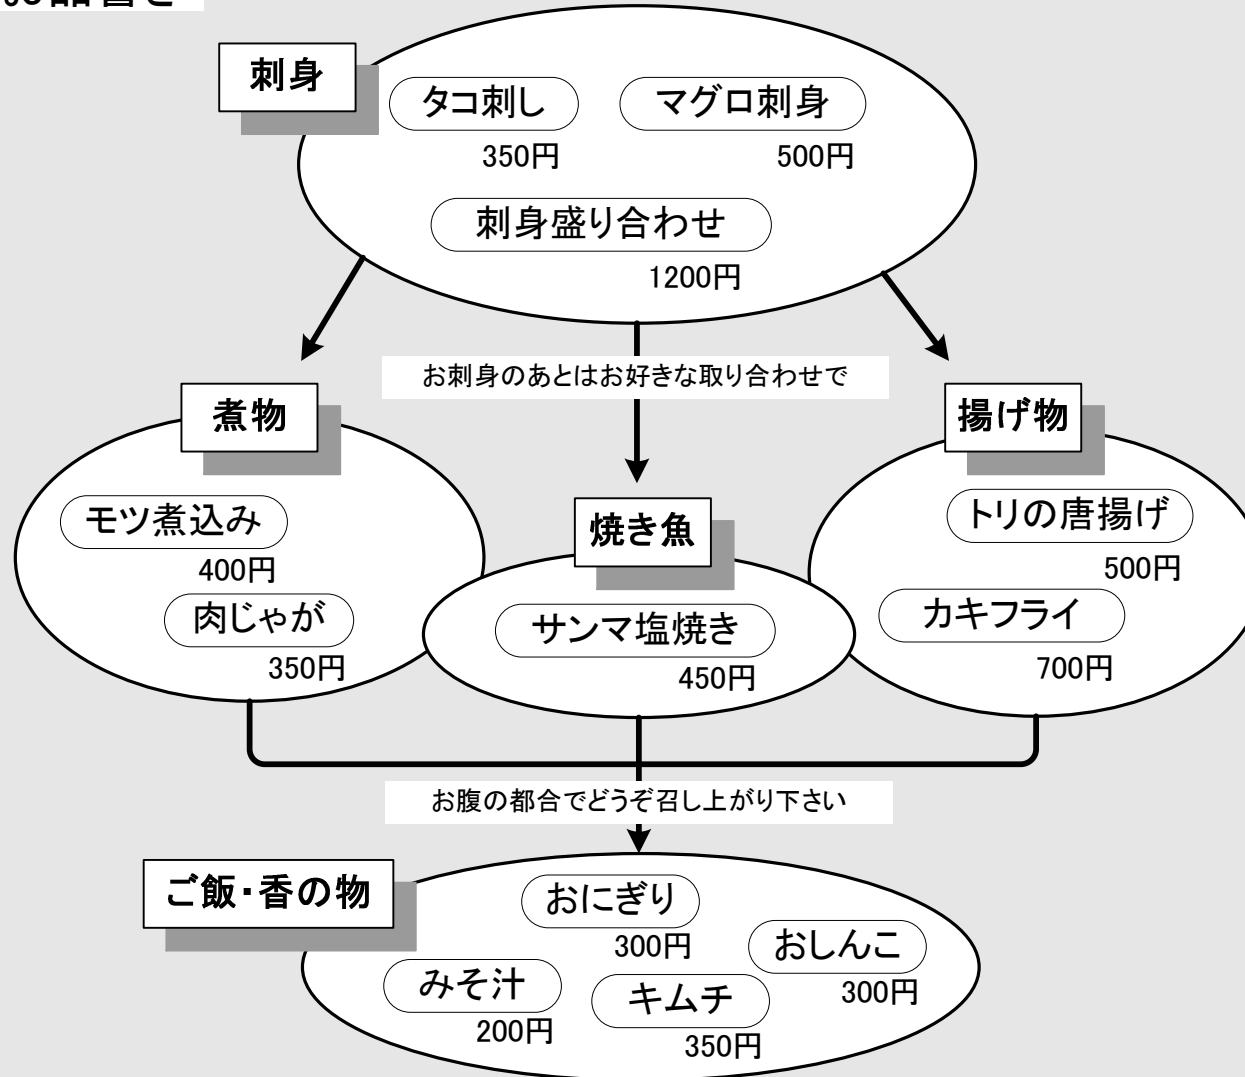 品書き
刺身
タコ刺し
マグロ刺身
350円
500円
刺身盛り合わせ
1200円
お刺身のあとはお好きな取り合わせで
煮物
モツ煮込み
400円
肉じゃが
350円
焼き魚
サンマ塩焼き
450円
揚げ物
トリの唐揚げ
500円
カキフライ
700円
お腹の都合でどうぞ召し上がり下さい
ご飯・香の物
おにぎり
300円
おしんこ
300円
みそ汁
200円
キムチ
350円